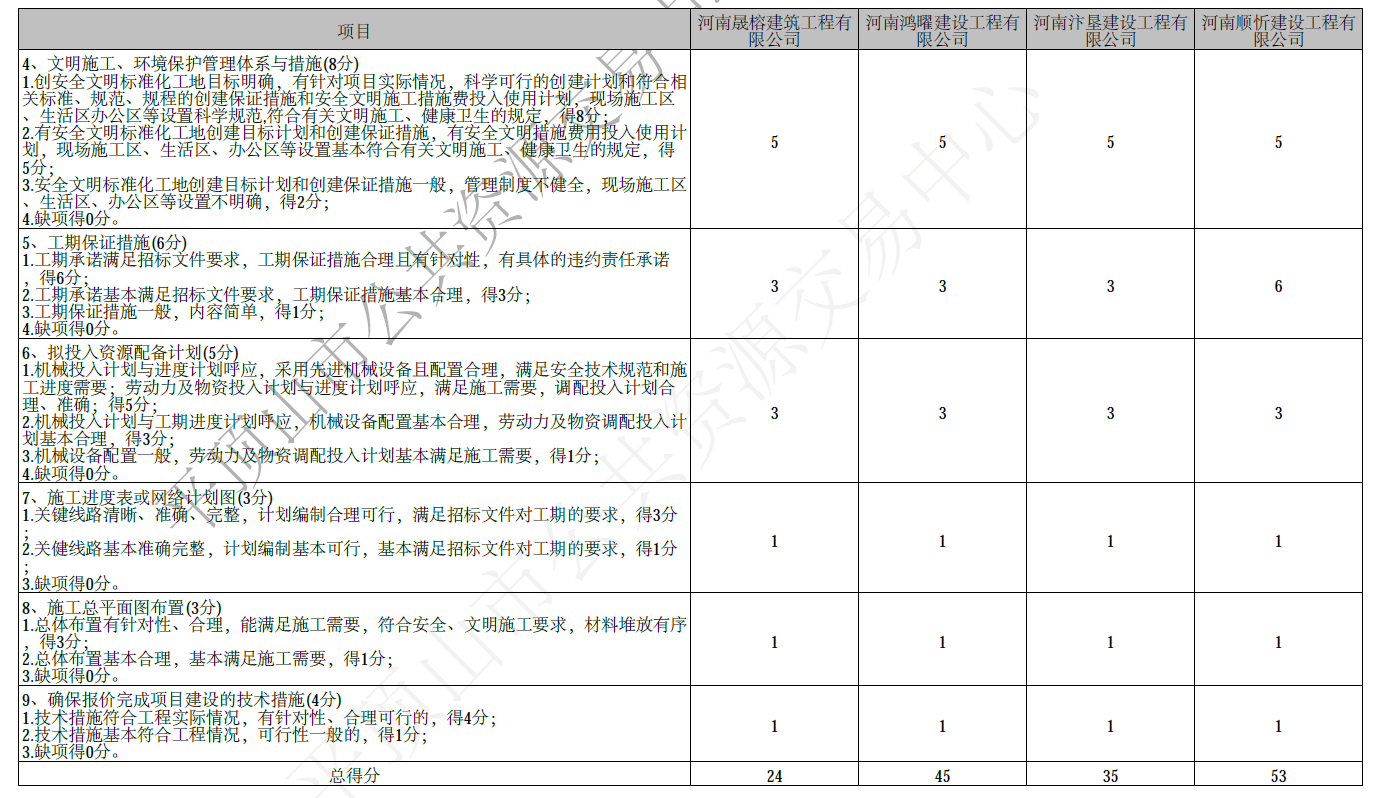 项目
河南晟榕建筑工程有
限公司
河南鸿曜建设工程有
限公司
河南汴垦建设工程有
限公司
河南顺忻建设工程有
限公司
4、文明施工、环境保护管理体系与措施(8分)
1.创安全文明标准化工地目标明确，有针对项目实际情况，科学可行的创建计划和符合相
关标准、规范、规程的创建保证措施和安全文明施工措施费投入使用计划，现场施工区
、生活区办公区等设置科学规范,符合有关文明施工、健康卫生的规定，得8分；
2.有安全文明标准化工地创建目标计划和创建保证措施，有安全文明措施费用投入使用计
划，现场施工区、生活区、办公区等设置基本符合有关文明施工、健康卫生的规定，得
5分；
3.安全文明标准化工地创建目标计划和创建保证措施一般，管理制度不健全，现场施工区
、生活区、办公区等设置不明确，得2分；
4.缺项得0分。
5 5 5 5
5、工期保证措施(6分)
1.工期承诺满足招标文件要求，工期保证措施合理且有针对性，有具体的违约责任承诺
，得6分；
2.工期承诺基本满足招标文件要求，工期保证措施基本合理，得3分；
3.工期保证措施一般，内容简单，得1分；
4.缺项得0分。
3 3 3 6
6、拟投入资源配备计划(5分)
1.机械投入计划与进度计划呼应，采用先进机械设备且配置合理，满足安全技术规范和施
工进度需要；劳动力及物资投入计划与进度计划呼应，满足施工需要，调配投入计划合
理、准确；得5分；
2.机械投入计划与工期进度计划呼应，机械设备配置基本合理，劳动力及物资调配投入计
划基本合理，得3分；
3.机械设备配置一般，劳动力及物资调配投入计划基本满足施工需要，得1分；
4.缺项得0分。
3 3 3 3
7、施工进度表或网络计划图(3分)
1.关键线路清晰、准确、完整，计划编制合理可行，满足招标文件对工期的要求，得3分
；
2.关健线路基本准确完整，计划编制基本可行，基本满足招标文件对工期的要求，得1分
；
3.缺项得0分。
1 1 1 1
8、施工总平面图布置(3分)
1.总体布置有针对性、合理，能满足施工需要，符合安全、文明施工要求，材料堆放有序
，得3分；
2.总体布置基本合理，基本满足施工需要，得1分；
3.缺项得0分。
1 1 1 1
9、确保报价完成项目建设的技术措施(4分)
1.技术措施符合工程实际情况，有针对性、合理可行的，得4分；
2.技术措施基本符合工程情况，可行性一般的，得1分；
3.缺项得0分。
1 1 1 1
总得分 24 45 35 53
平顶山市公共资源交易中心
平顶山市公共资源交易中心